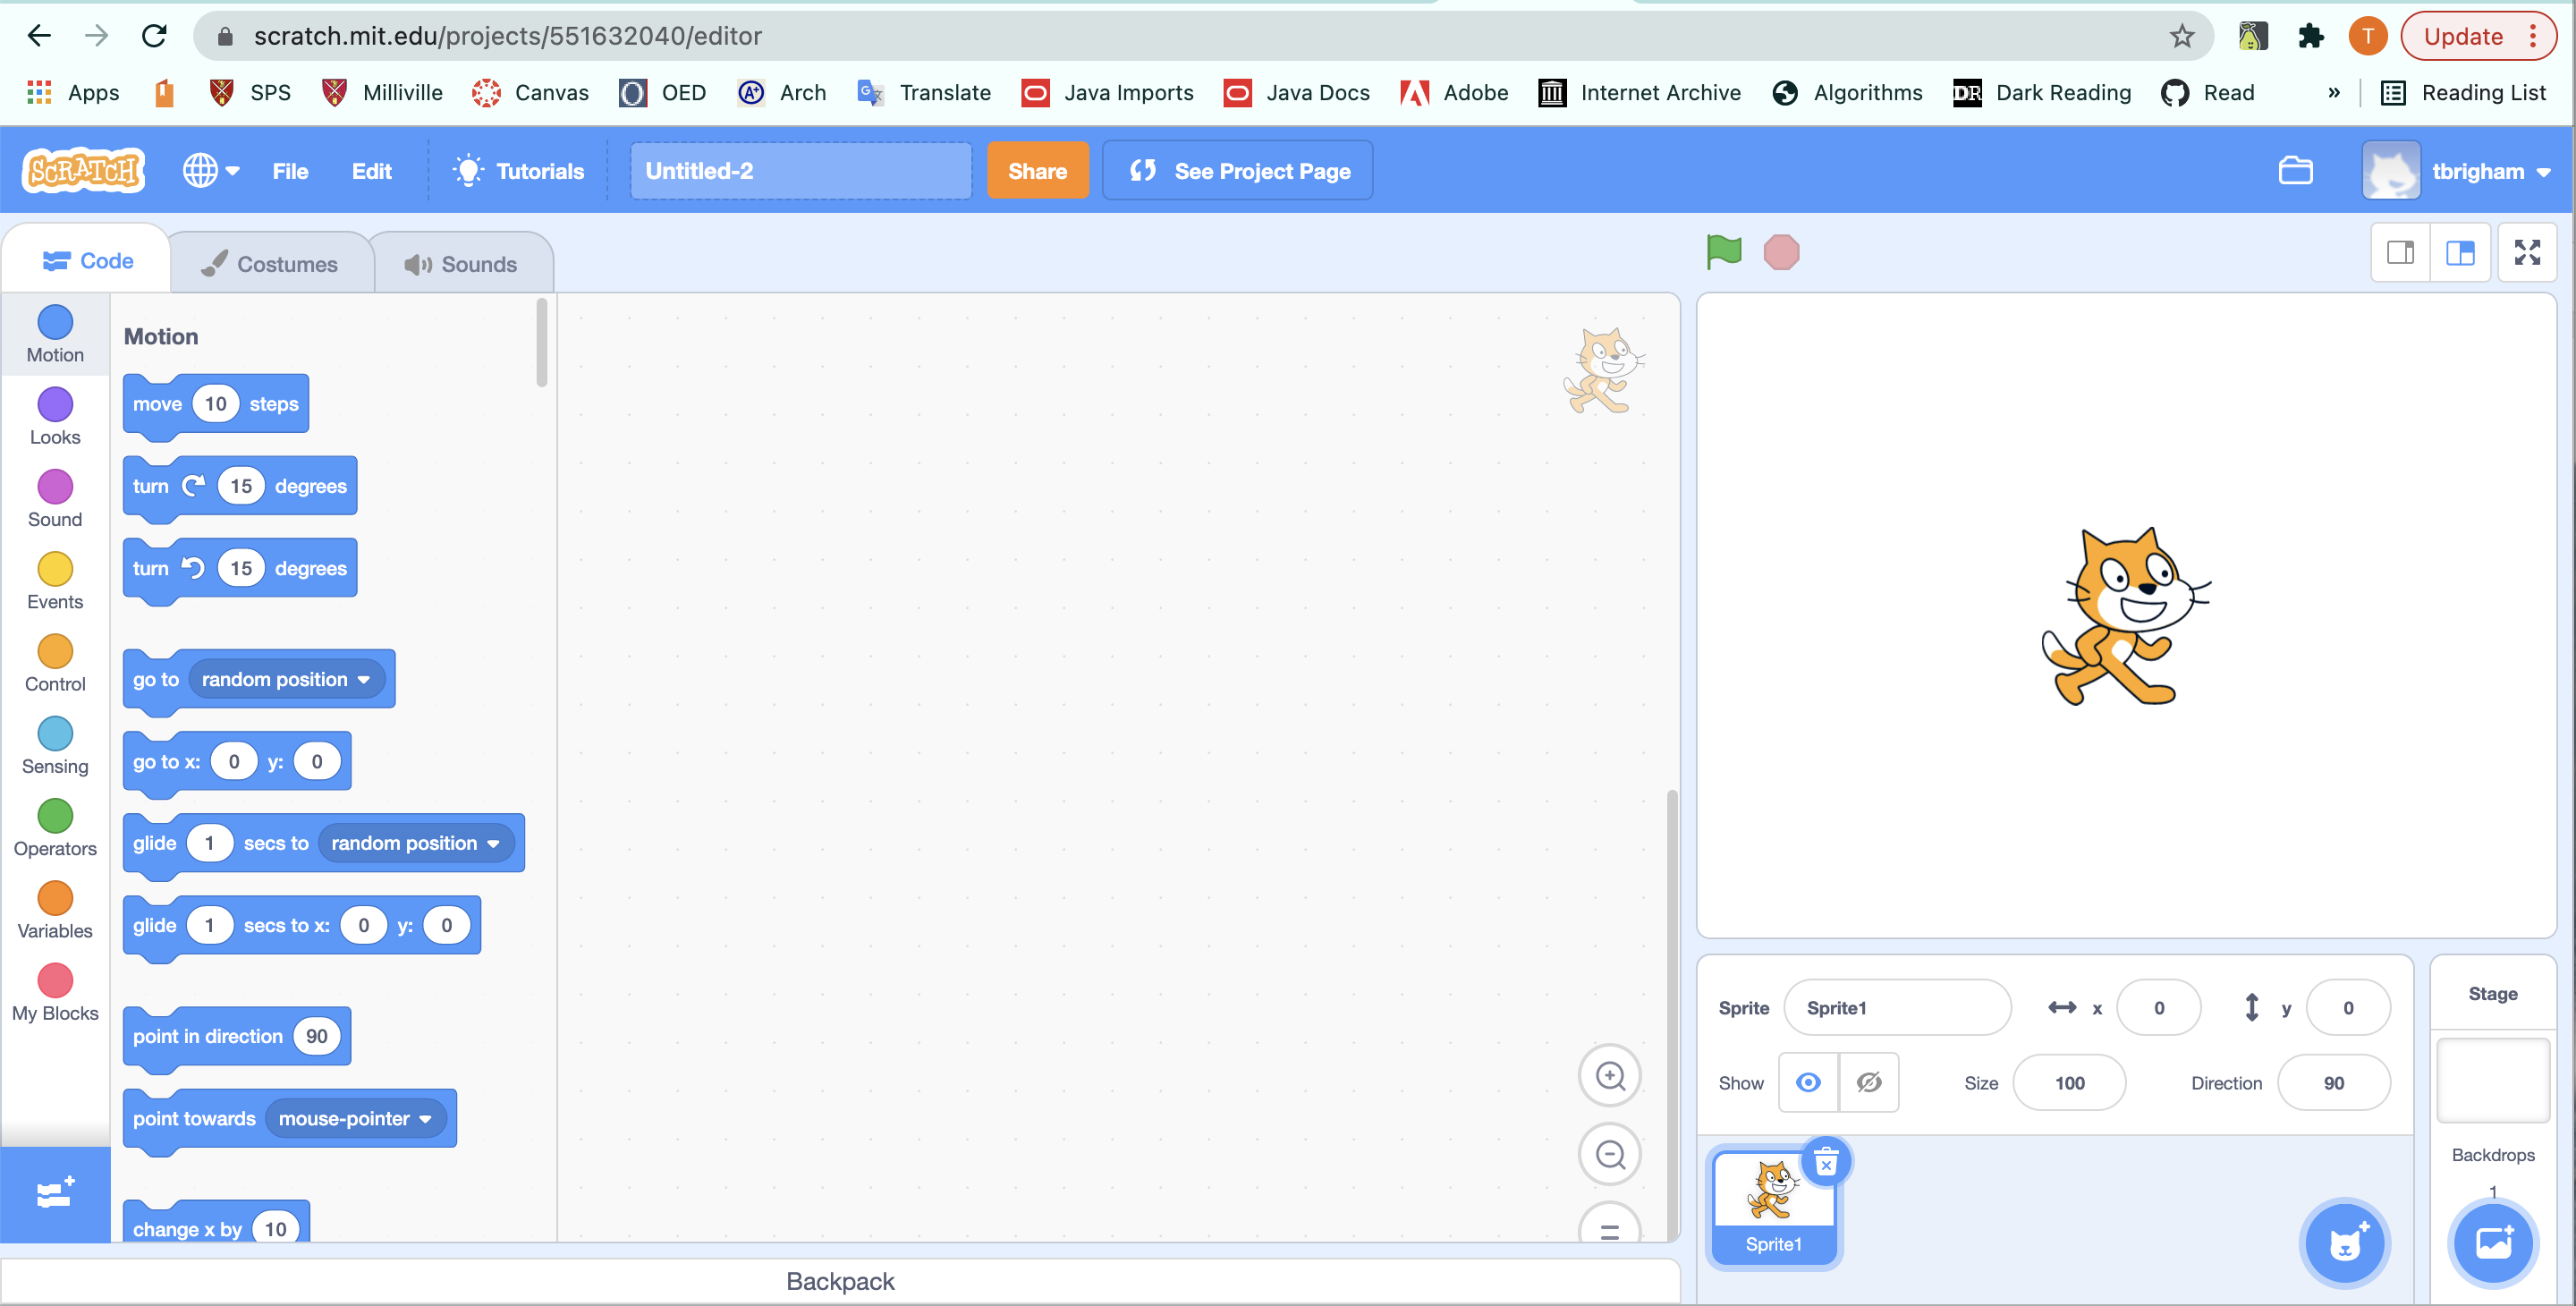 scratch.mit.edu/projects/551632040/editor
T
Update
Apps
SPS
Milliville
Canvas
OED
Arch
Translate
Java Imports
Java Docs
Adobe
Internet Archive
Algorithms
DR Dark Reading
Read
»
Reading List
SCRATCH
File
Edit
Tutorials
Untitled-2
Share
See Project Page
tbrigham
Code
Costumes
Sounds
Motion
Looks
Sound
Events
Control
Sensing
Operators
Variables
My Blocks
Motion
move 10 steps
turn 15 degrees
turn 15 degrees
go to random position
go to x: 0 y: 0
glide 1 secs to random position
glide 1 secs to x: 0 y: 0
point in direction 90
point towards mouse-pointer
change x by 10
Backpack
Sprite Sprite1 x 0 y 0
Show Size 100 Direction 90
Sprite1
Stage
Backdrops
1